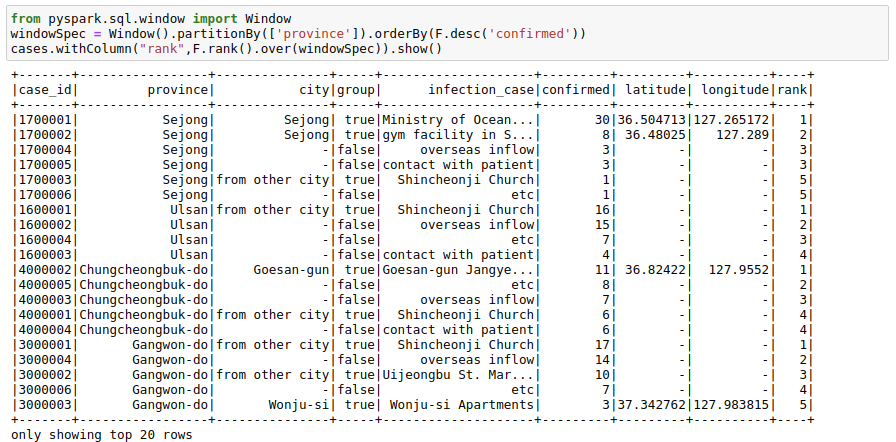 from pyspark.sql.window import Window
windowSpec = Window().partitionBy(['province']).orderBy(F.desc('confirmed'))
cases.withColumn("rank",F.rank().over(windowSpec)).show()
+-------+-----------------+---------------+-----+--------------------+---------+---------+----------+----+
|case_id|         province|           city|group|      infection_case|confirmed| latitude| longitude|rank|
+-------+-----------------+---------------+-----+--------------------+---------+---------+----------+----+
|1700001|           Sejong|         Sejong| true|Ministry of Ocean...|       30|36.504713|127.265172|   1|
|1700002|           Sejong|         Sejong| true|gym facility in S...|        8| 36.48025|   127.289|   2|
|1700004|           Sejong|              -|false|     overseas inflow|        3|        -|         -|   3|
|1700005|           Sejong|              -|false|contact with patient|        3|        -|         -|   3|
|1700003|           Sejong|from other city| true|  Shincheonji Church|        1|        -|         -|   5|
|1700006|           Sejong|              -|false|                 etc|        1|        -|         -|   5|
|1600001|            Ulsan|from other city| true|  Shincheonji Church|       16|        -|         -|   1|
|1600002|            Ulsan|              -|false|     overseas inflow|       15|        -|         -|   2|
|1600004|            Ulsan|              -|false|                 etc|        7|        -|         -|   3|
|1600003|            Ulsan|              -|false|contact with patient|        4|        -|         -|   4|
|4000002|Chungcheongbuk-do|     Goesan-gun| true|Goesan-gun Jangye...|       11| 36.82422|  127.9552|   1|
|4000005|Chungcheongbuk-do|              -|false|                 etc|        8|        -|         -|   2|
|4000003|Chungcheongbuk-do|              -|false|     overseas inflow|        7|        -|         -|   3|
|4000001|Chungcheongbuk-do|from other city| true|  Shincheonji Church|        6|        -|         -|   4|
|4000004|Chungcheongbuk-do|              -|false|contact with patient|        6|        -|         -|   4|
|3000001|       Gangwon-do|from other city| true|  Shincheonji Church|       17|        -|         -|   1|
|3000004|       Gangwon-do|              -|false|     overseas inflow|       14|        -|         -|   2|
|3000002|       Gangwon-do|from other city| true|Uijeongbu St. Mar...|       10|        -|         -|   3|
|3000006|       Gangwon-do|              -|false|                 etc|        7|        -|         -|   4|
|3000003|       Gangwon-do|       Wonju-si| true| Wonju-si Apartments|        3|37.342762|127.983815|   5|
+-------+-----------------+---------------+-----+--------------------+---------+---------+----------+----+
only showing top 20 rows